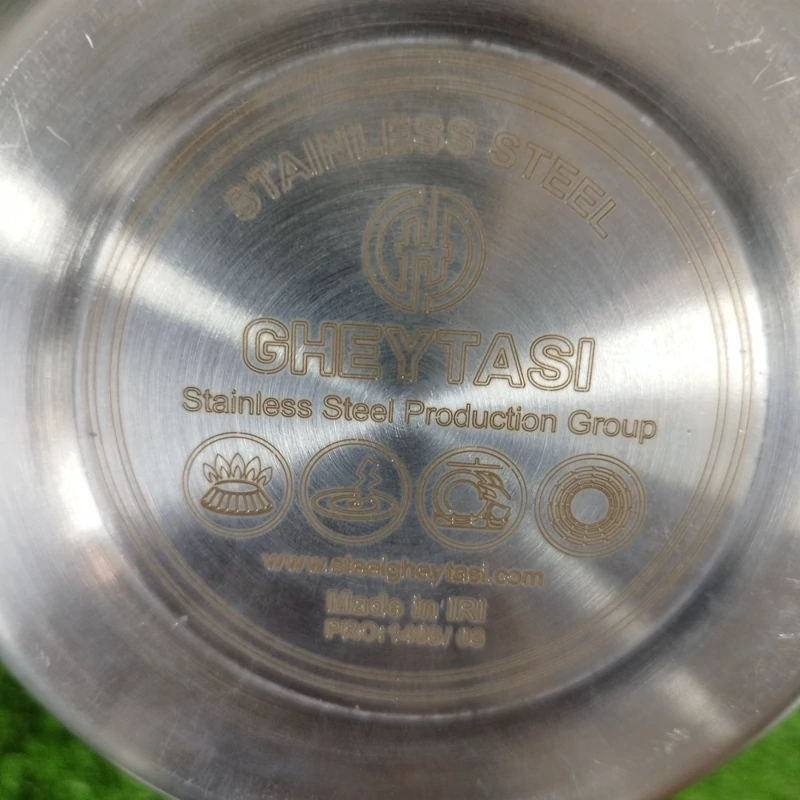 STAINLESS STEEL
GHEYTASI
Stainless Steel Production Group
www.steelgheytasi.com
Made in IRI
PRO: